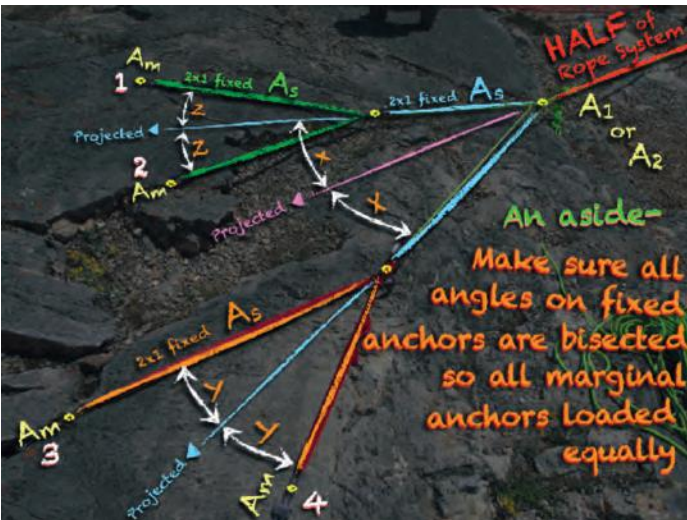 HALF of
Rope System
Am
1
2x1 fixed As
2x1 fixed As
A1
or
A2
z
Projected
z
2
Am
x
Projected
x
An aside-
Make sure all
angles on fixed
anchors are bisected
so all marginal
anchors loaded
equally
2x1 fixed As
Am
3
y
y
Projected
Am
4